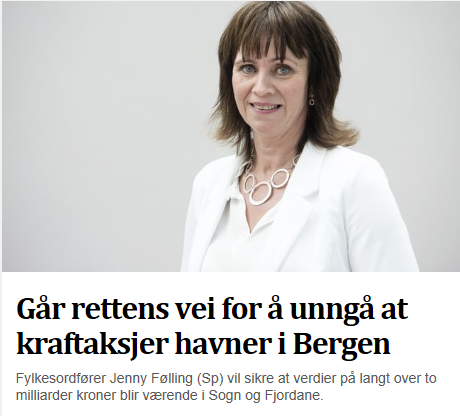 Går rettens vei for å unngå at
kraftaksjer havner i Bergen
Fylkesordfører Jenny Følling (Sp) vil sikre at verdier på langt over to
milliarder kroner blir værende i Sogn og Fjordane.